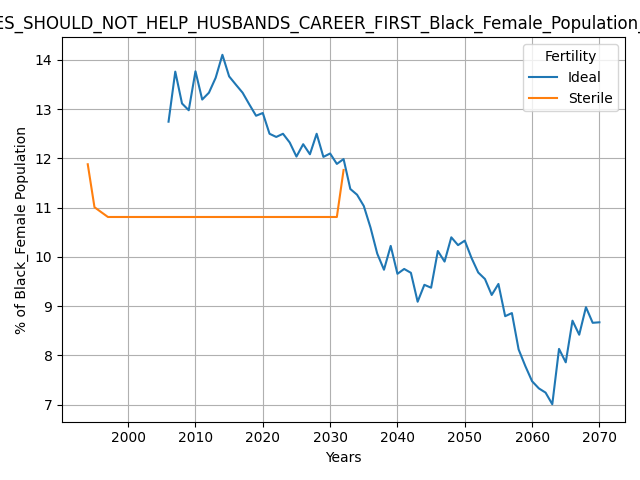 ES_SHOULD_NOT_HELP_HUSBANDS_CAREER_FIRST_Black_Female_Population_
Fertility
Ideal
Sterile
% of Black_Female Population
14
13
12
11
10
9
8
7
2000 2010 2020 2030 2040 2050 2060 2070
Years